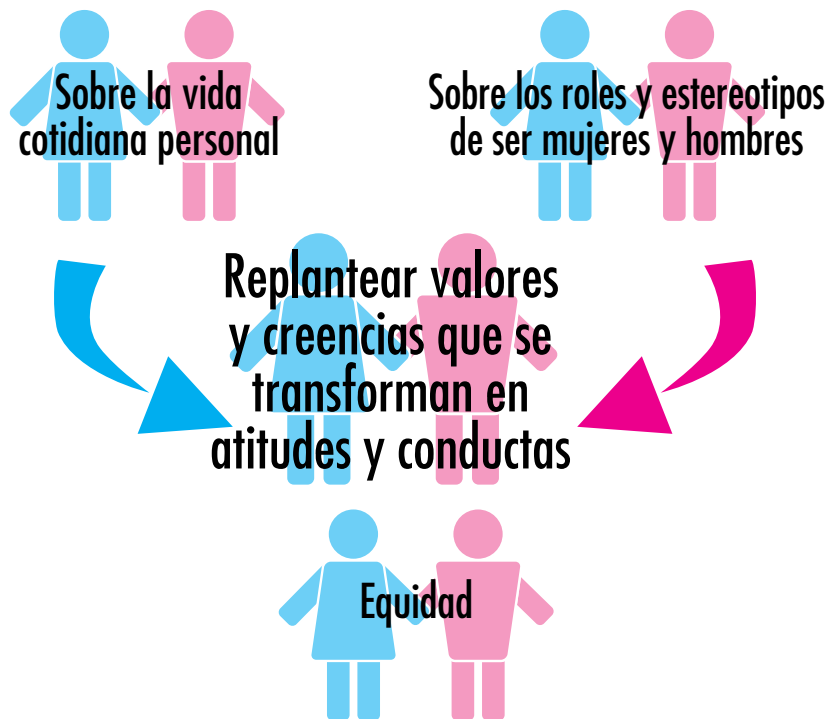 Sobre la vida
cotidiana personal
Sobre los roles y estereotipos
de ser mujeres y hombres
Replantear valores
y creencias que se
transforman en
atitudes y conductas
Equidad